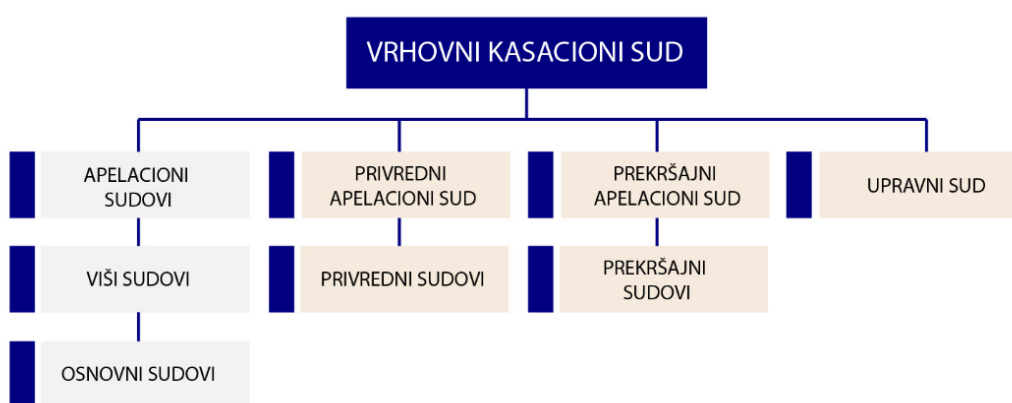 VRHOVNI KASACIONI SUD
APELACIONI
SUDOVI
PRIVREDNI
APELACIONI SUD
PREKRŠAJNI
APELACIONI SUD
UPRAVNI SUD
VIŠI SUDOVI
PRIVREDNI SUDOVI
PREKRŠAJNI
SUDOVI
OSNOVNI SUDOVI